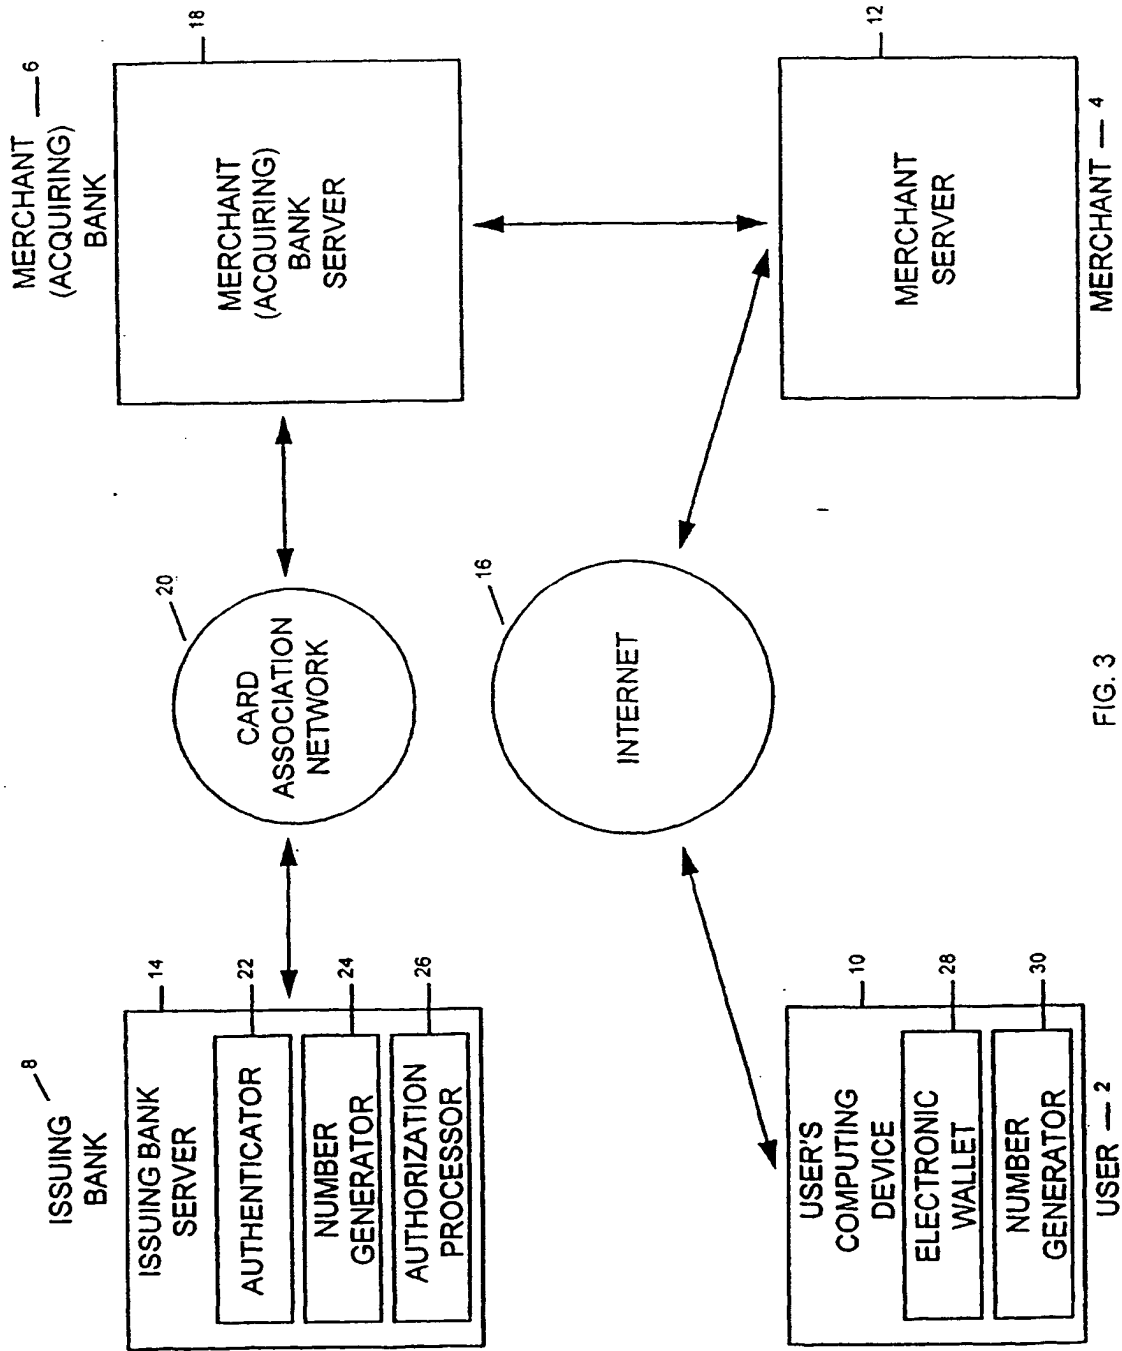 ISSUING
BANK
8
ISSUING BANK
SERVER
14
AUTHENTICATOR
22
NUMBER
GENERATOR
24
AUTHORIZATION
PROCESSOR
26
CARD
ASSOCIATION
NETWORK
20
MERCHANT
(ACQUIRING)
BANK
6
MERCHANT
(ACQUIRING)
BANK
SERVER
18
USER'S
COMPUTING
DEVICE
10
ELECTRONIC
WALLET
28
NUMBER
GENERATOR
30
USER 2
INTERNET
16
MERCHANT
SERVER
12
MERCHANT 4
FIG. 3